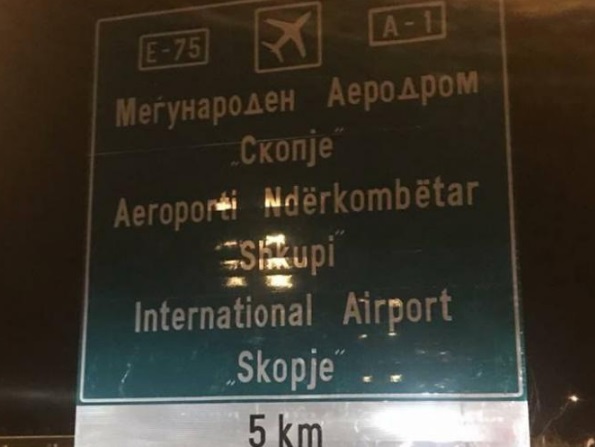 E-75 A-1
Меѓународен Аеродром
„Скопје“
Aeroporti Ndërkombëtar
"Shkupi"
International Airport
„Skopje“
5 km